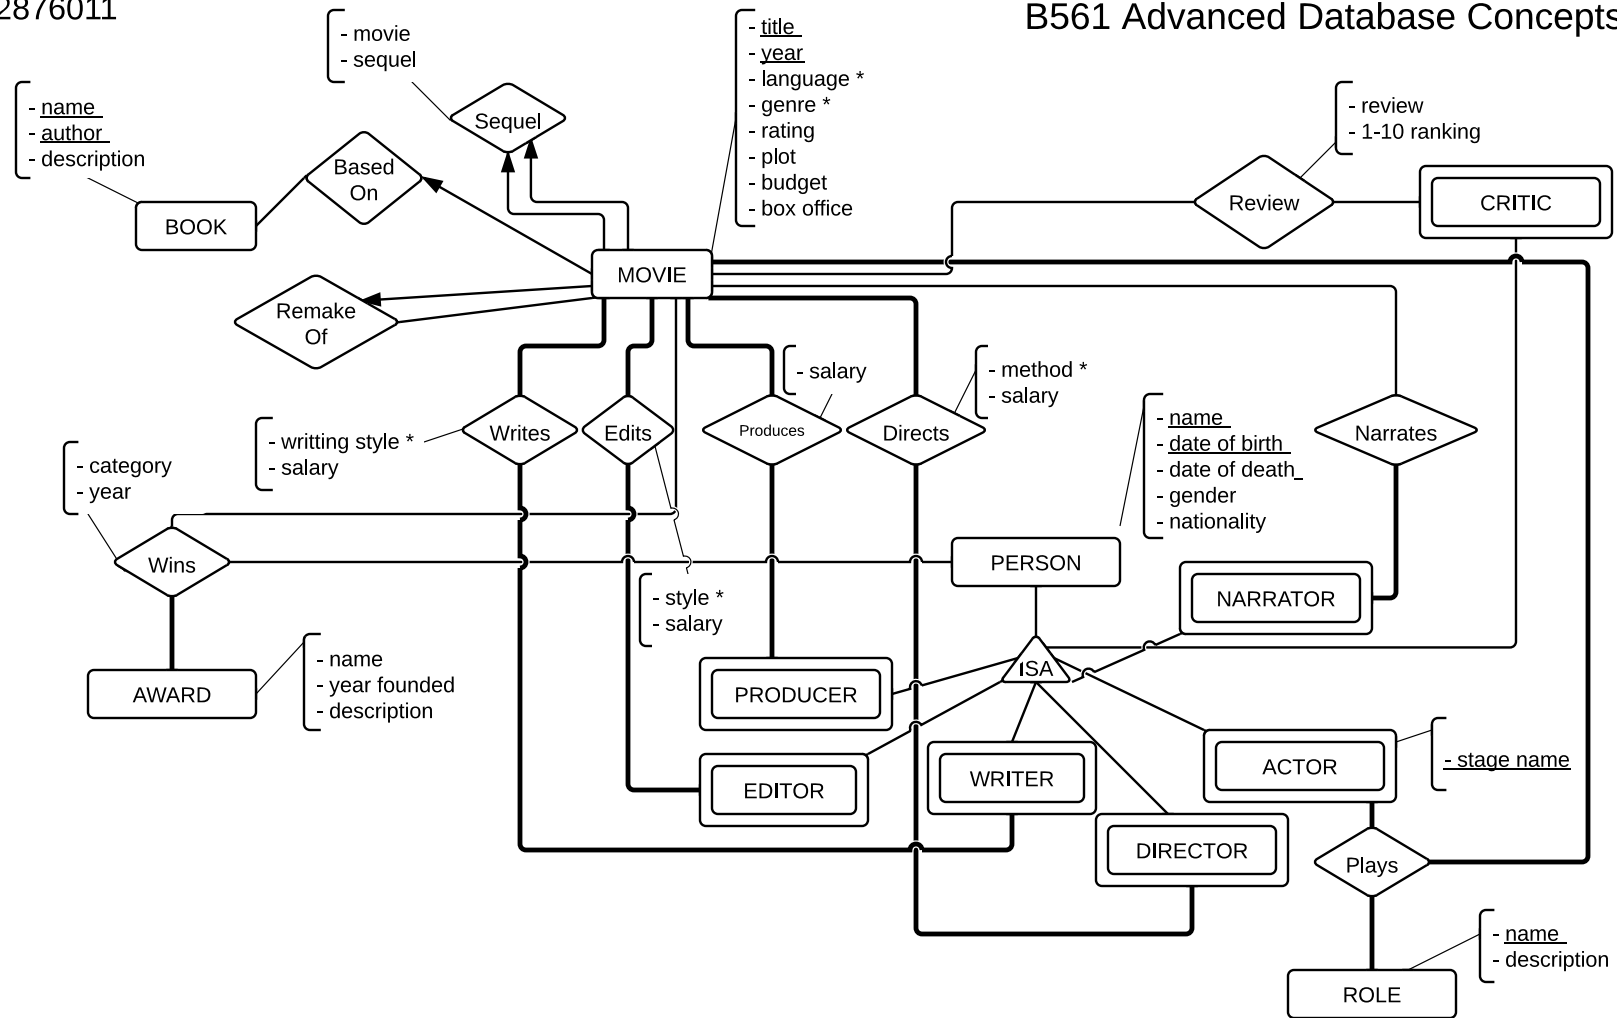 2876011
B561 Advanced Database Concepts
- movie
- sequel
- title
- year
- language *
- genre *
- rating
- plot
- budget
- box office
- name
- author
- description
Sequel
Based
On
- review
- 1-10 ranking
Review
CRITIC
BOOK
MOVIE
Remake
Of
- salary
- method *
- salary
- writting style *
- salary
Writes
Edits
Produces
Directs
- name
- date of birth
- date of death_
- gender
- nationality
Narrates
- category
- year
Wins
PERSON
- style *
- salary
NARRATOR
- name
- year founded
- description
AWARD
ISA
PRODUCER
EDITOR
WRITER
ACTOR
- stage name
DIRECTOR
Plays
- name
- description
ROLE